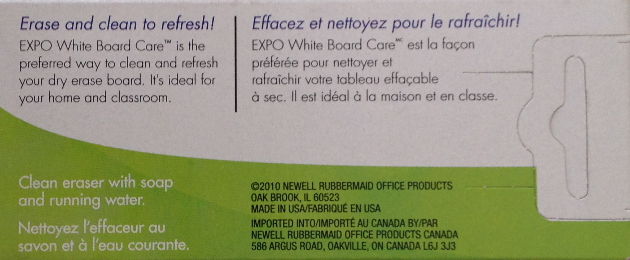 Erase and clean to refresh!
EXPO White Board Care™ is the
preferred way to clean and refresh
your dry erase board. It's ideal for
your home and classroom.
Effacez et nettoyez pour le rafraîchir!
EXPO White Board Care ᴹᶜ est la façon
préférée pour nettoyer et
rafraîchir votre tableau effaçable
à sec. Il est idéal à la maison et en classe.
Clean eraser with soap
and running water.
Nettoyez l'effaceur au
savon et à l'eau courante.
©2010 NEWELL RUBBERMAID OFFICE PRODUCTS
OAK BROOK, IL 60523
MADE IN USA/FABRIQUÉ EN USA
IMPORTED INTO/IMPORTÉ AU CANADA BY/PAR
NEWELL RUBBERMAID OFFICE PRODUCTS CANADA
586 ARGUS ROAD, OAKVILLE, ON CANADA L6J 3J3